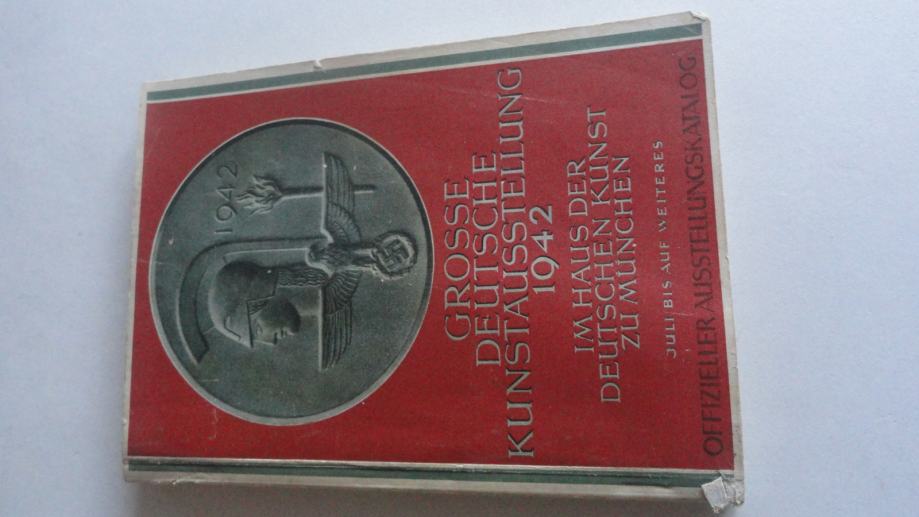 1942
GROSSE
DEUTSCHE
KUNSTAUSSTELLUNG
1942
IM HAUS DER
DEUTSCHEN KUNST
ZU MÜNCHEN
JULI BIS AUF WEITERES
OFFIZIELLER AUSSTELLUNGSKATALOG